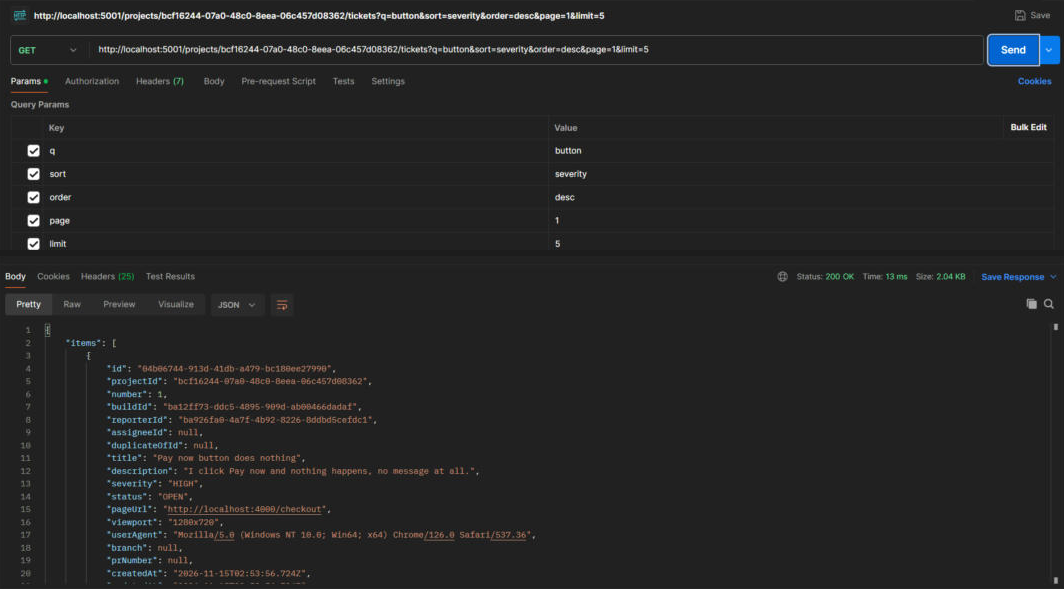 http://localhost:5001/projects/bcf16244-07a0-48c0-8eea-06c457d08362/tickets?q=button&sort=severity&order=desc&page=1&limit=5 Save
GET http://localhost:5001/projects/bcf16244-07a0-48c0-8eea-06c457d08362/tickets?q=button&sort=severity&order=desc&page=1&limit=5 Send
Params Authorization Headers (7) Body Pre-request Script Tests Settings Cookies
Query Params
Key Value Bulk Edit
q button
sort severity
order desc
page 1
limit 5
Body Cookies Headers (25) Test Results Status: 200 OK Time: 13 ms Size: 2.04 KB Save Response
Pretty Raw Preview Visualize JSON
1 {
2 "items": [
3 {
4 "id": "04b06744-913d-41db-a479-bc180ee27990",
5 "projectId": "bcf16244-07a0-48c0-8eea-06c457d08362",
6 "number": 1,
7 "buildId": "ba12ff73-ddc5-4895-909d-ab00466dadaf",
8 "reporterId": "ba926fa0-4a7f-4b92-8226-8ddbd5cefdc1",
9 "assigneeId": null,
10 "duplicateOfId": null,
11 "title": "Pay now button does nothing",
12 "description": "I click Pay now and nothing happens, no message at all.",
13 "severity": "HIGH",
14 "status": "OPEN",
15 "pageUrl": "http://localhost:4000/checkout",
16 "viewport": "1280x720",
17 "userAgent": "Mozilla/5.0 (Windows NT 10.0; Win64; x64) Chrome/126.0 Safari/537.36",
18 "branch": null,
19 "prNumber": null,
20 "createdAt": "2026-11-15T02:53:56.724Z",